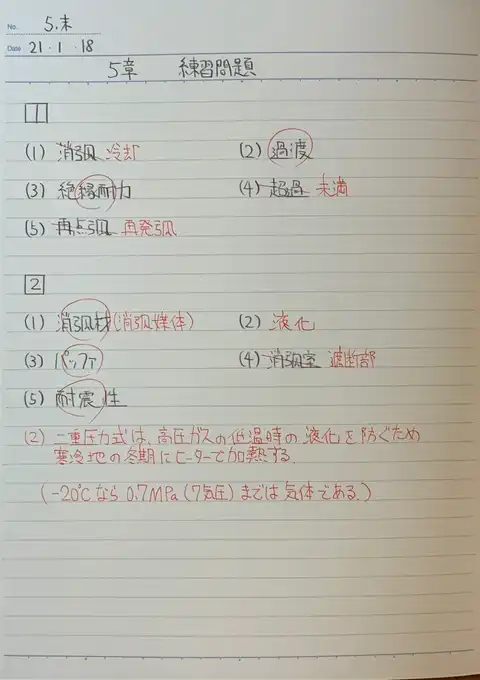 No. 5.末
Date 21・1・18
5章 練習問題
1
(1) 消弧 冷却 (2) 過渡
(3) 絶縁耐力 (4) 超過 未満
(5) 再点弧 再発弧
2
(1) 消弧材(消弧媒体) (2) 液化
(3) パッファ (4) 消弧室 遮断部
(5) 耐震性
(2) 二重圧力式は、高圧ガスの低温時の液化を防ぐため
寒冷地の冬期にヒーターで加熱する。
(-20℃なら0.7MPa(7気圧)までは気体である。)